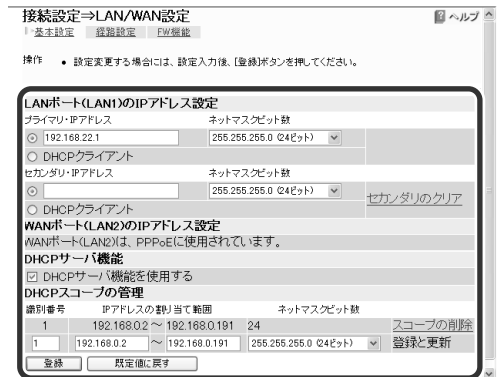 接続設定⇒LAN/WAN設定
ヘルプ
基本設定 経路設定 FW機能
操作 ● 設定変更する場合には、設定入力後、[登録]ボタンを押してください。
LANポート(LAN1)のIPアドレス設定
プライマリ・IPアドレス ネットマスクビット数
192.168.22.1 255.255.255.0 (24ビット)
DHCPクライアント
セカンダリ・IPアドレス ネットマスクビット数
255.255.255.0 (24ビット) セカンダリのクリア
DHCPクライアント
WANポート(LAN2)のIPアドレス設定
WANポート(LAN2)は、PPPoEに使用されています。
DHCPサーバ機能
DHCPサーバ機能を使用する
DHCPスコープの管理
識別番号 IPアドレスの割り当て範囲 ネットマスクビット数
1 192.168.0.2 ～ 192.168.0.191 24 スコープの削除
1 192.168.0.2 ～ 192.168.0.191 255.255.255.0 (24ビット) 登録と更新
登録 既定値に戻す